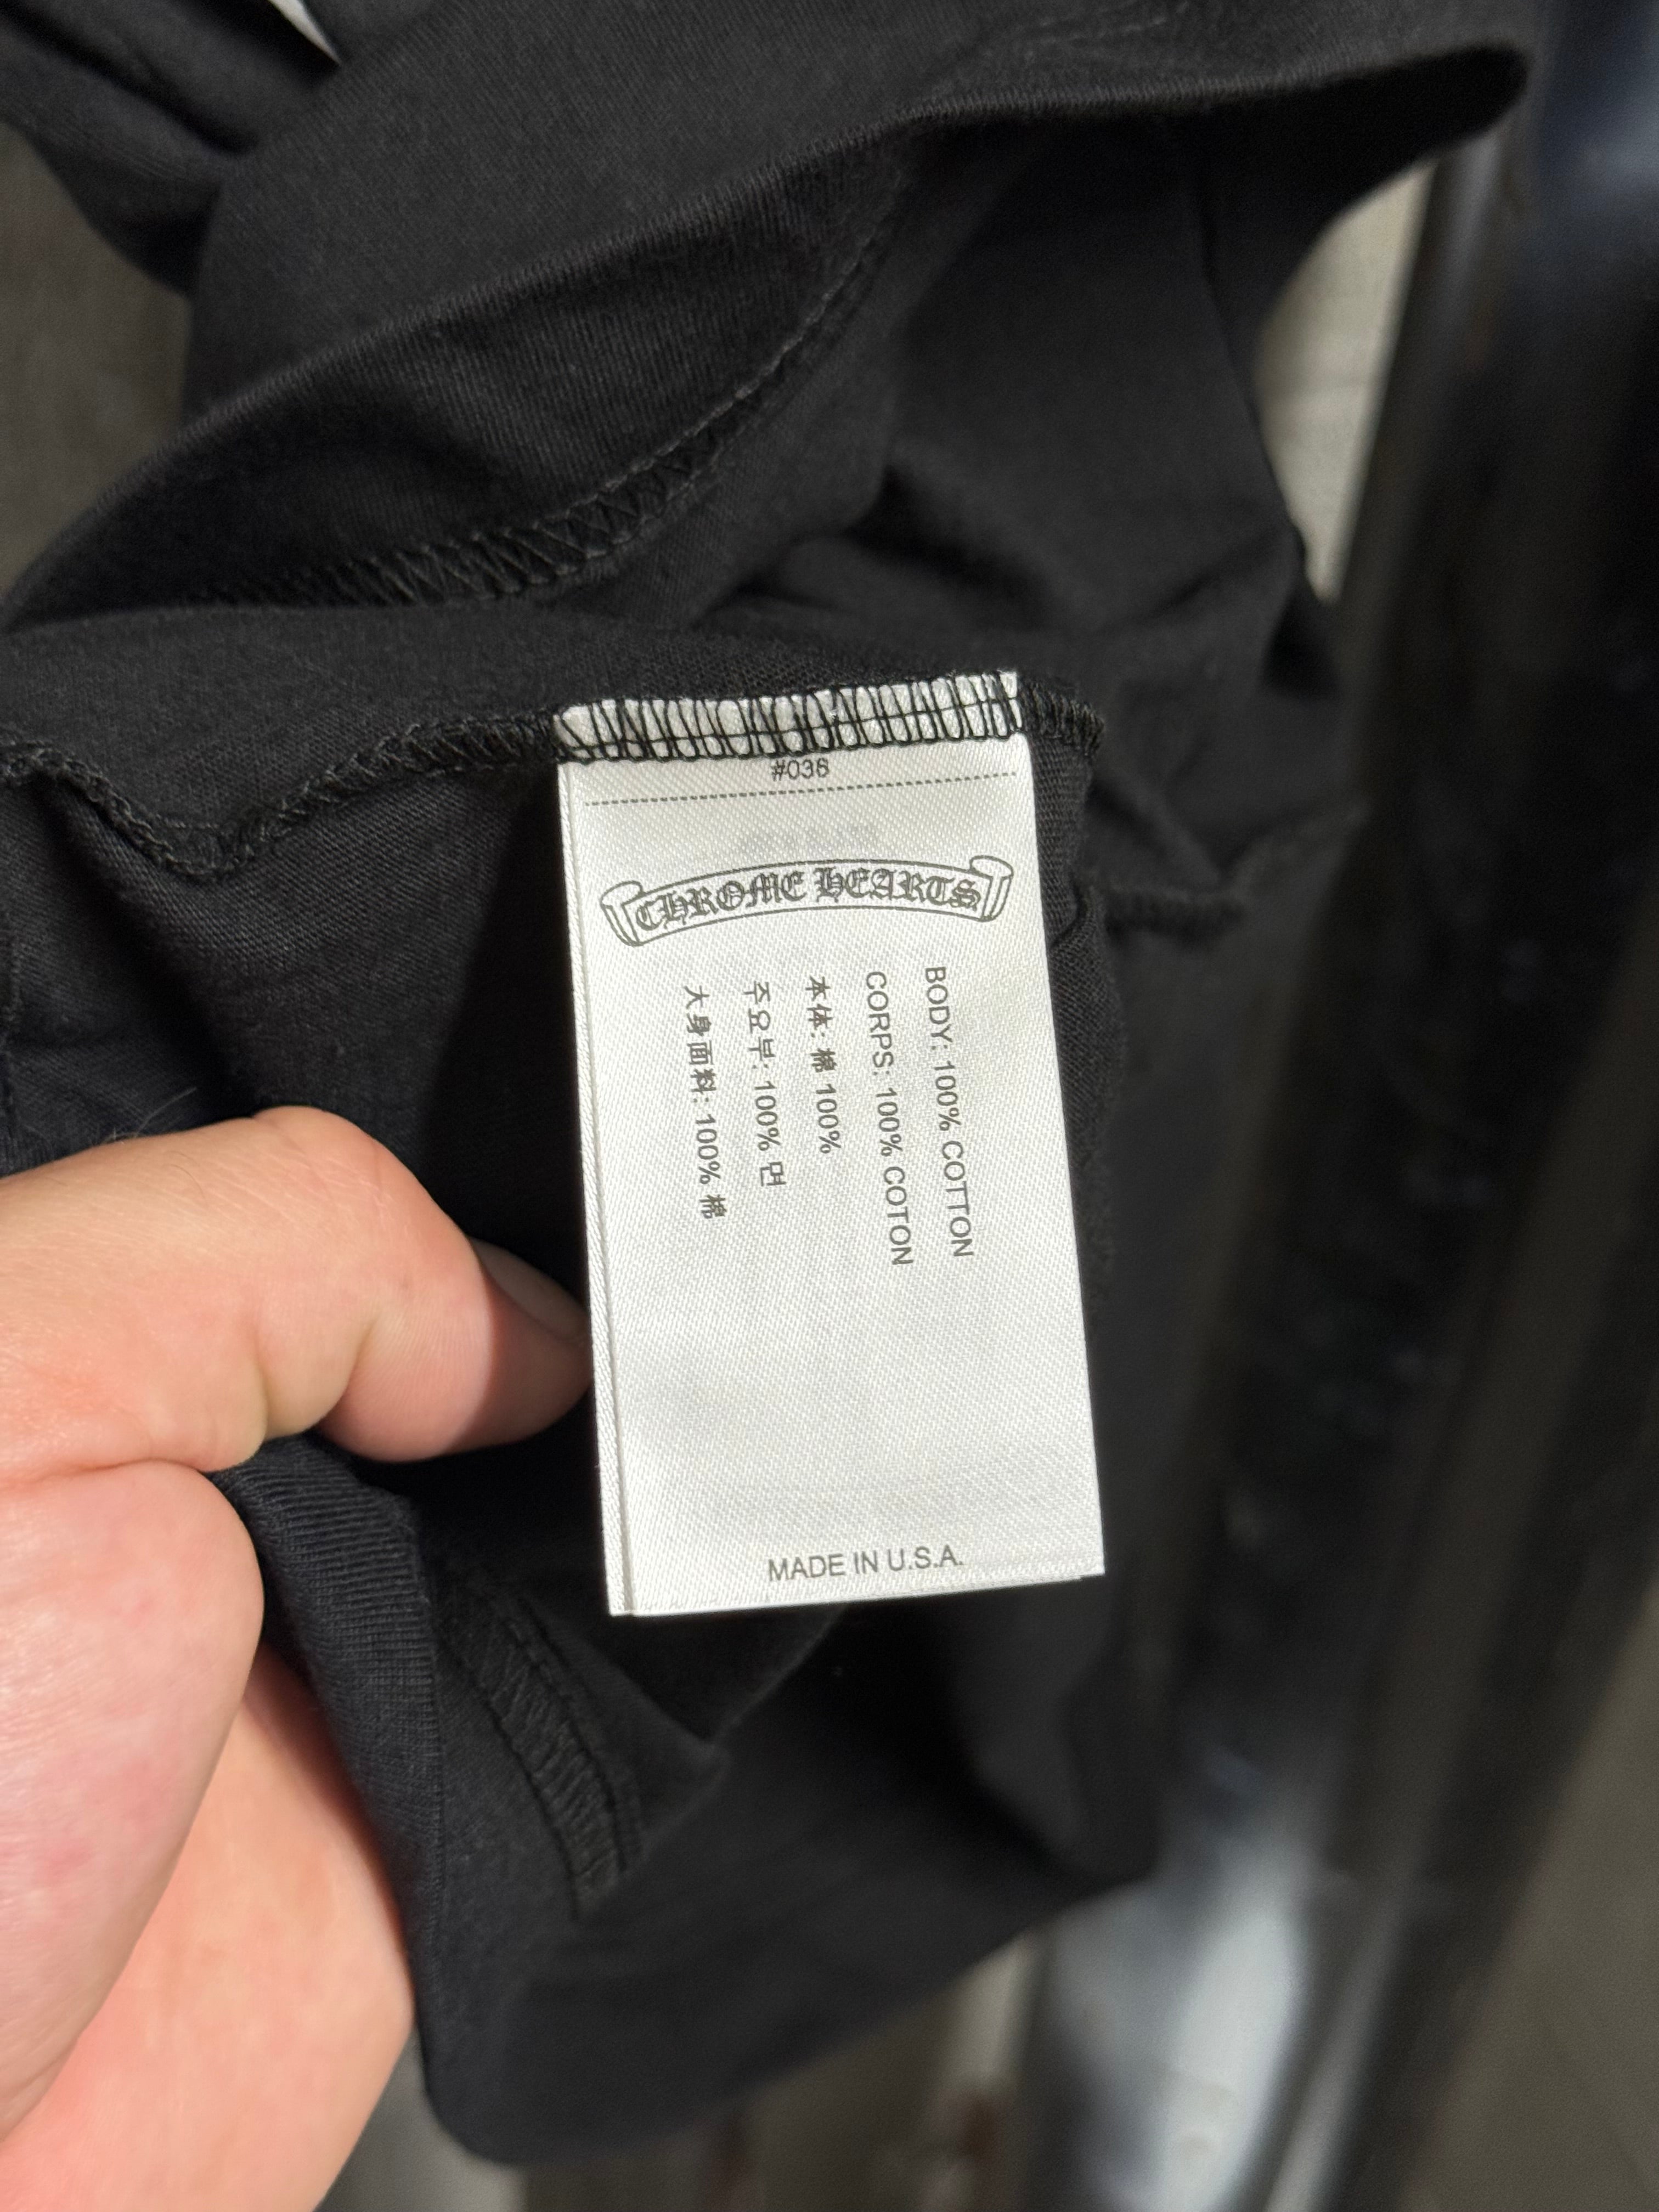 #036
CHROME HEARTS
BODY: 100% COTTON
CORPS: 100% COTON
本体: 棉 100%
주요부: 100% 면
大身面料: 100% 棉
MADE IN U.S.A.